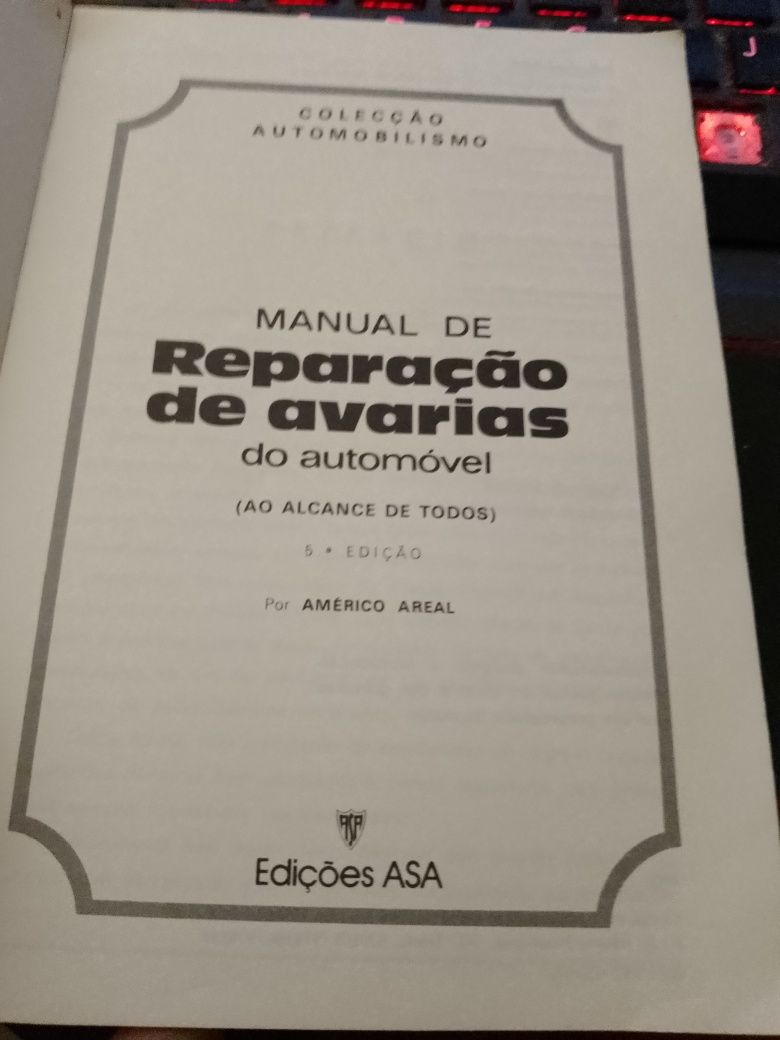 COLECÇÃO
AUTOMOBILISMO
MANUAL DE
Reparação
de avarias
do automóvel
(AO ALCANCE DE TODOS)
5.ª EDIÇÃO
Por AMÉRICO AREAL
ASA
Edições ASA
J